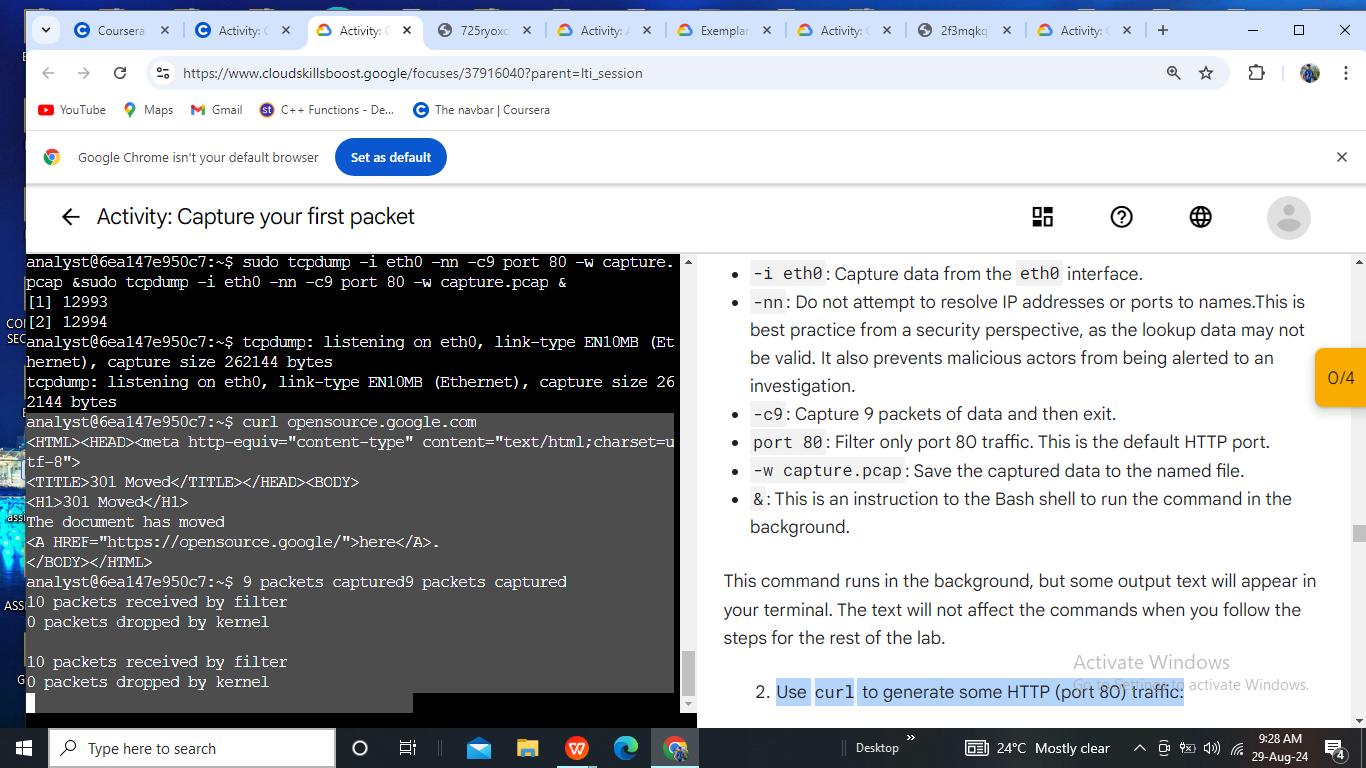 Coursera
Activity: C
Activity: C
725ryoxc
Activity: A
Exemplar
Activity: C
2f3mqkq
Activity: C
https://www.cloudskillsboost.google/focuses/37916040?parent=lti_session
YouTube
Maps
Gmail
st
C++ Functions - De...
The navbar | Coursera
Google Chrome isn't your default browser
Set as default
Activity: Capture your first packet
analyst@6ea147e950c7:~$ sudo tcpdump -i eth0 -nn -c9 port 80 -w capture.
pcap &sudo tcpdump -i eth0 -nn -c9 port 80 -w capture.pcap &
[1] 12993
[2] 12994
analyst@6ea147e950c7:~$ tcpdump: listening on eth0, link-type EN10MB (Et
hernet), capture size 262144 bytes
tcpdump: listening on eth0, link-type EN10MB (Ethernet), capture size 26
2144 bytes
analyst@6ea147e950c7:~$ curl opensource.google.com
<HTML><HEAD><meta http-equiv="content-type" content="text/html;charset=u
tf-8">
<TITLE>301 Moved</TITLE></HEAD><BODY>
<H1>301 Moved</H1>
The document has moved
<A HREF="https://opensource.google/">here</A>.
</BODY></HTML>
analyst@6ea147e950c7:~$ 9 packets captured9 packets captured
10 packets received by filter
0 packets dropped by kernel
10 packets received by filter
0 packets dropped by kernel
-i eth0: Capture data from the eth0 interface.
-nn: Do not attempt to resolve IP addresses or ports to names.This is
best practice from a security perspective, as the lookup data may not
be valid. It also prevents malicious actors from being alerted to an
investigation.
-c9: Capture 9 packets of data and then exit.
port 80: Filter only port 80 traffic. This is the default HTTP port.
-w capture.pcap: Save the captured data to the named file.
&: This is an instruction to the Bash shell to run the command in the
background.
0/4
This command runs in the background, but some output text will appear in
your terminal. The text will not affect the commands when you follow the
steps for the rest of the lab.
Activate Windows
Go to Settings to activate Windows.
2. Use curl to generate some HTTP (port 80) traffic:
Type here to search
Desktop
24°C Mostly clear
9:28 AM
29-Aug-24
4